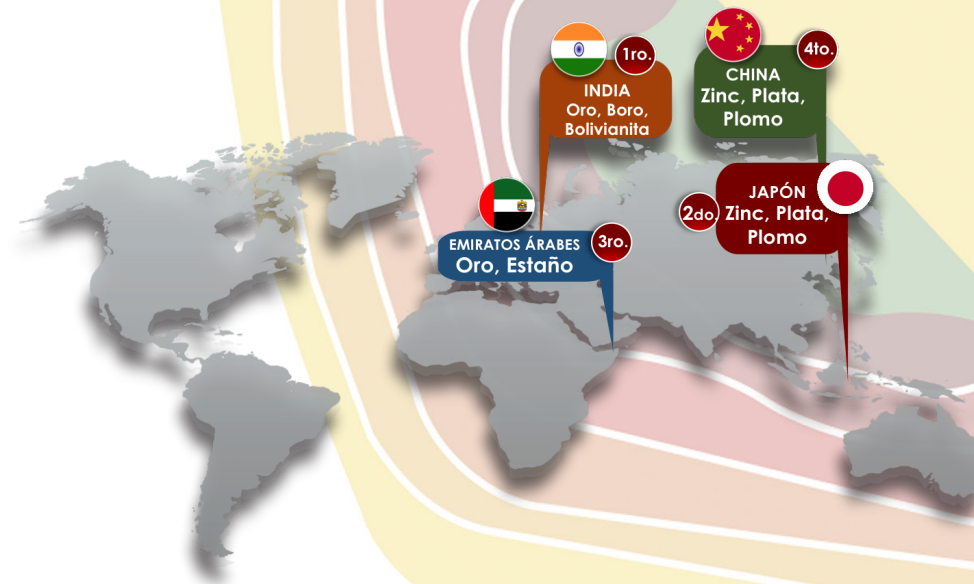 1ro.
INDIA
Oro, Boro,
Bolivianita
4to.
CHINA
Zinc, Plata,
Plomo
2do.
JAPÓN
Zinc, Plata,
Plomo
3ro.
EMIRATOS ÁRABES
Oro, Estaño